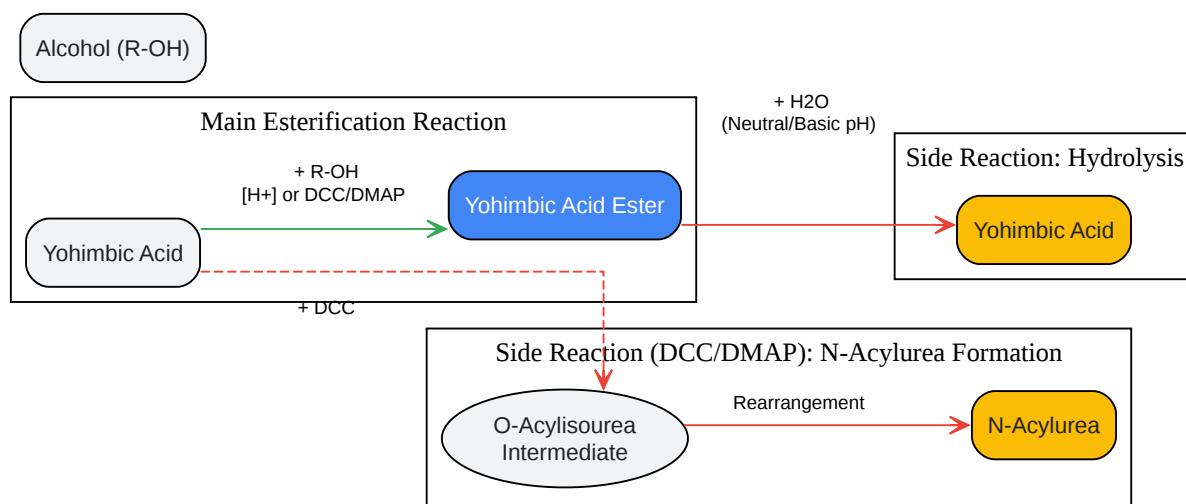 Alcohol (R-OH)
Main Esterification Reaction
+ R-OH
[H+] or DCC/DMAP
Yohimbic Acid
Yohimbic Acid Ester
+ H2O
(Neutral/Basic pH)
Side Reaction: Hydrolysis
Yohimbic Acid
+ DCC
Side Reaction (DCC/DMAP): N-Acylurea Formation
O-Acylisourea
Intermediate
Rearrangement
N-Acylurea